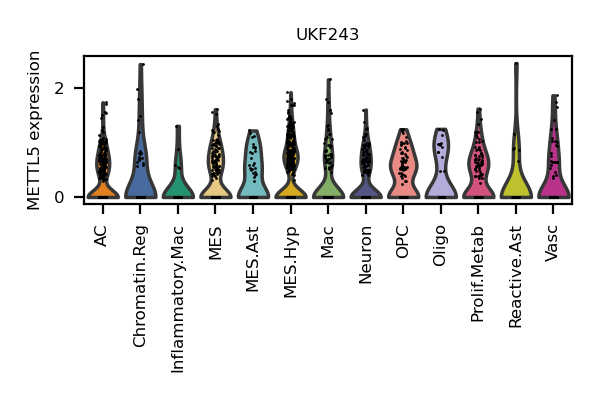 UKF243
METTL5 expression
2
0
AC
Chromatin.Reg
Inflammatory.Mac
MES
MES.Ast
MES.Hyp
Mac
Neuron
OPC
Oligo
Prolif.Metab
Reactive.Ast
Vasc